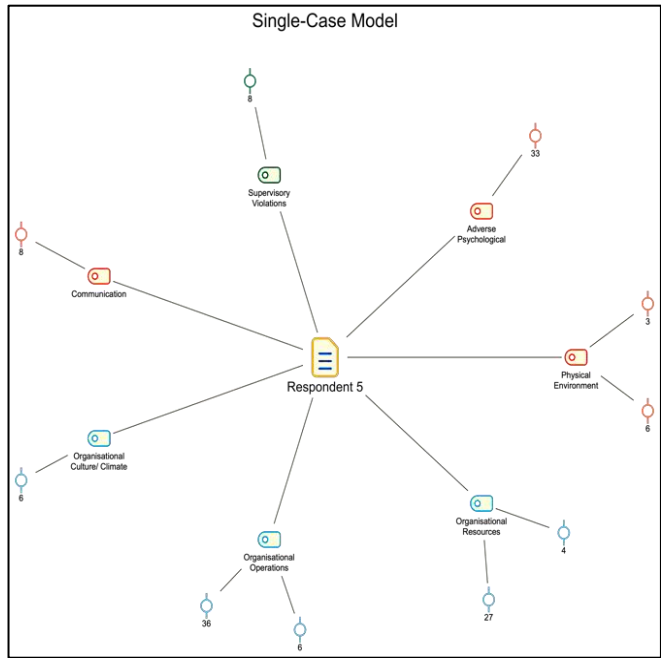 Single-Case Model
8
Supervisory
Violations
33
Adverse
Psychological
8
Communication
3
Physical
Environment
6
Respondent 5
Organisational
Culture/ Climate
6
Organisational
Resources
4
27
Organisational
Operations
36
6